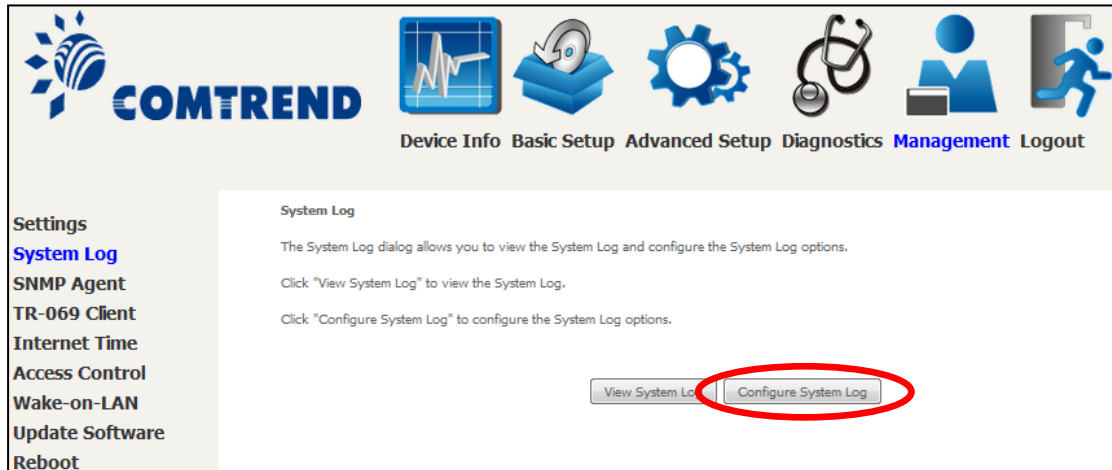 COMTREND
Device Info Basic Setup Advanced Setup Diagnostics Management Logout
Settings
System Log
SNMP Agent
TR-069 Client
Internet Time
Access Control
Wake-on-LAN
Update Software
Reboot
System Log
The System Log dialog allows you to view the System Log and configure the System Log options.
Click "View System Log" to view the System Log.
Click "Configure System Log" to configure the System Log options.
View System Lo Configure System Log